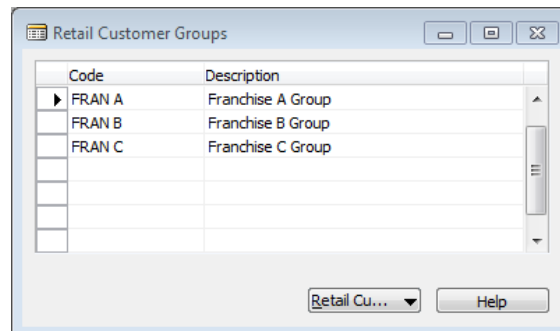 Retail Customer Groups
Code Description
FRAN A Franchise A Group
FRAN B Franchise B Group
FRAN C Franchise C Group
Retail Cu... Help